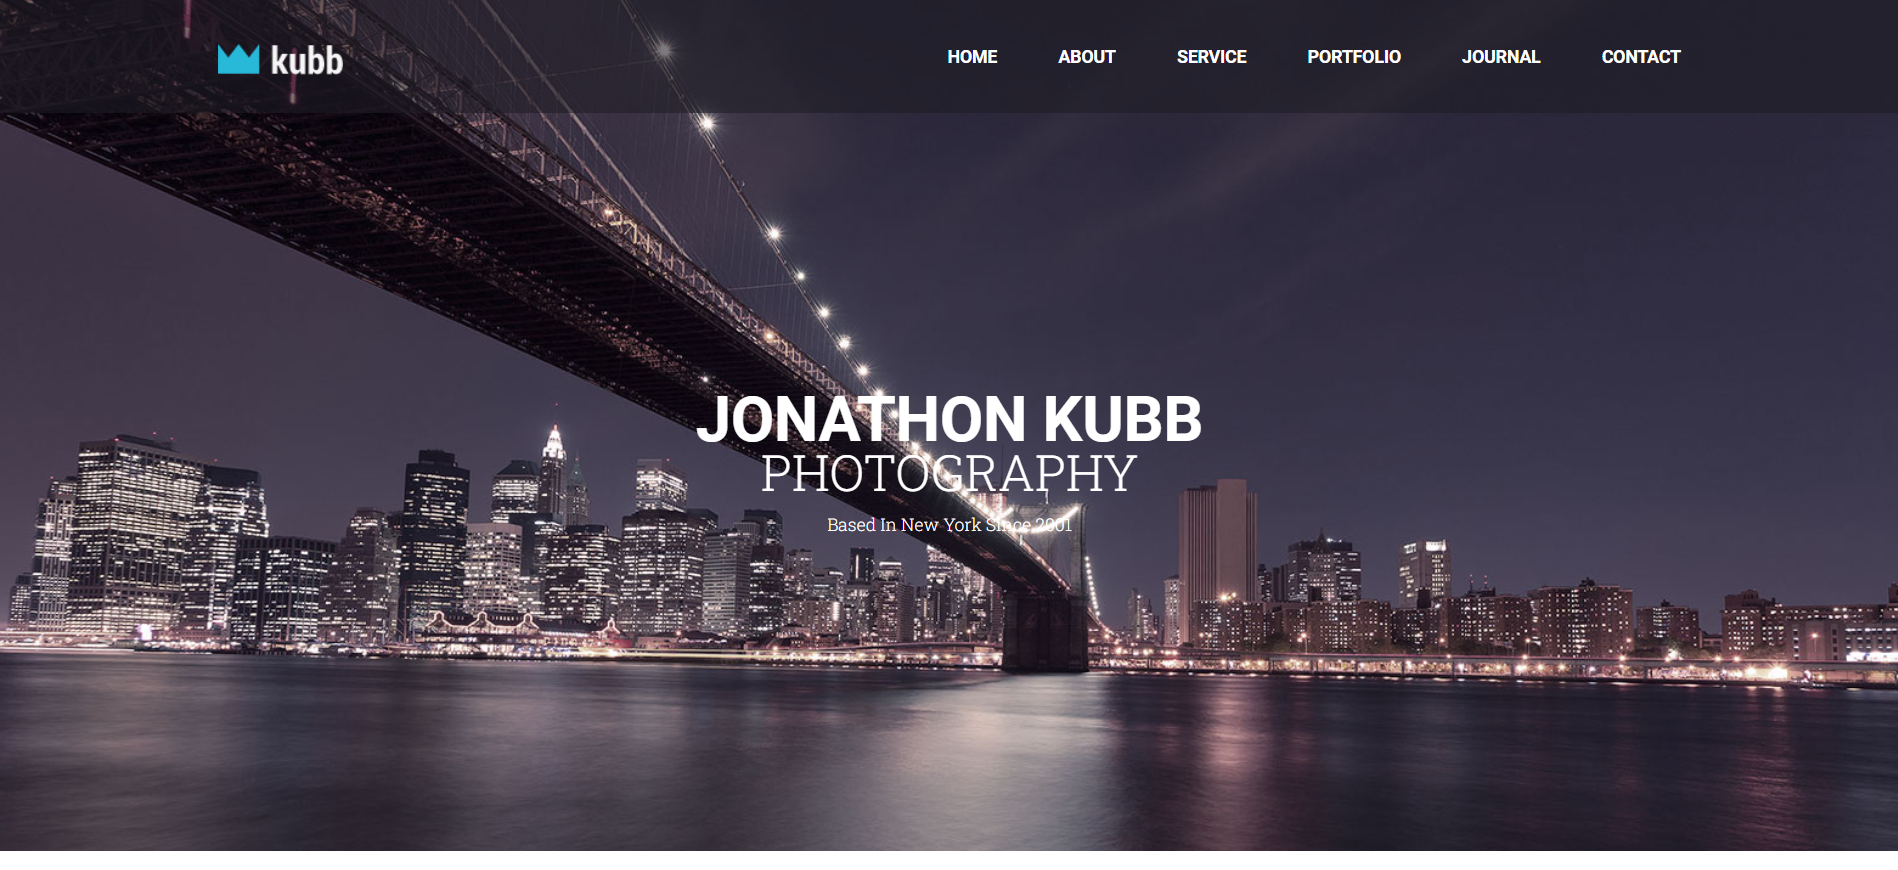 kubb
HOME ABOUT SERVICE PORTFOLIO JOURNAL CONTACT
JONATHON KUBB
PHOTOGRAPHY
Based In New York Since 2001